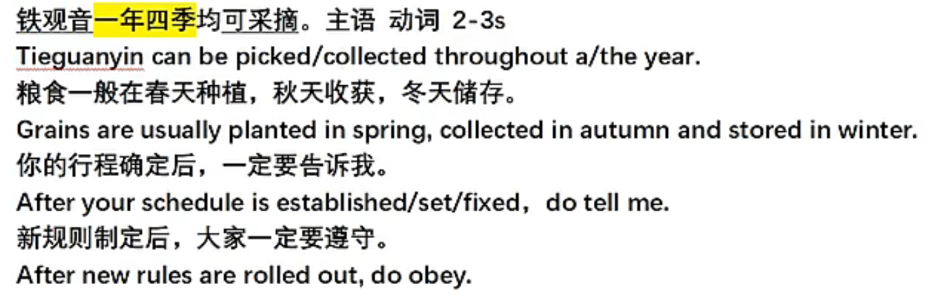 铁观音一年四季均可采摘。主语 动词 2-3s
Tieguanyin can be picked/collected throughout a/the year.
粮食一般在春天种植，秋天收获，冬天储存。
Grains are usually planted in spring, collected in autumn and stored in winter.
你的行程确定后，一定要告诉我。
After your schedule is established/set/fixed，do tell me.
新规则制定后，大家一定要遵守。
After new rules are rolled out, do obey.